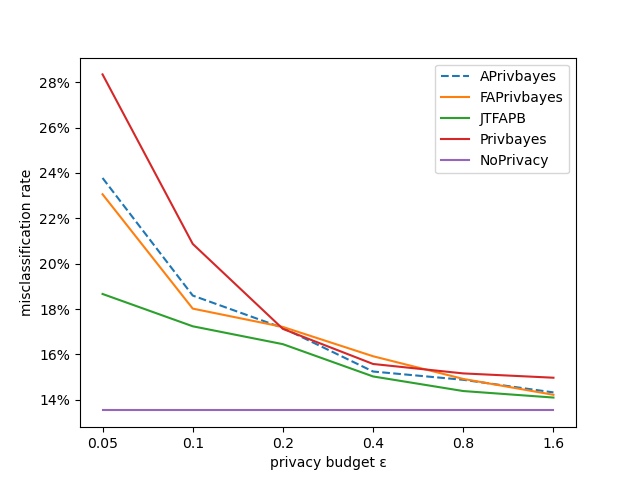 28%
26%
24%
22%
20%
18%
16%
14%
misclassification rate
APrivbayes
FAPrivbayes
JTFAPB
Privbayes
NoPrivacy
0.05 0.1 0.2 0.4 0.8 1.6
privacy budget ε